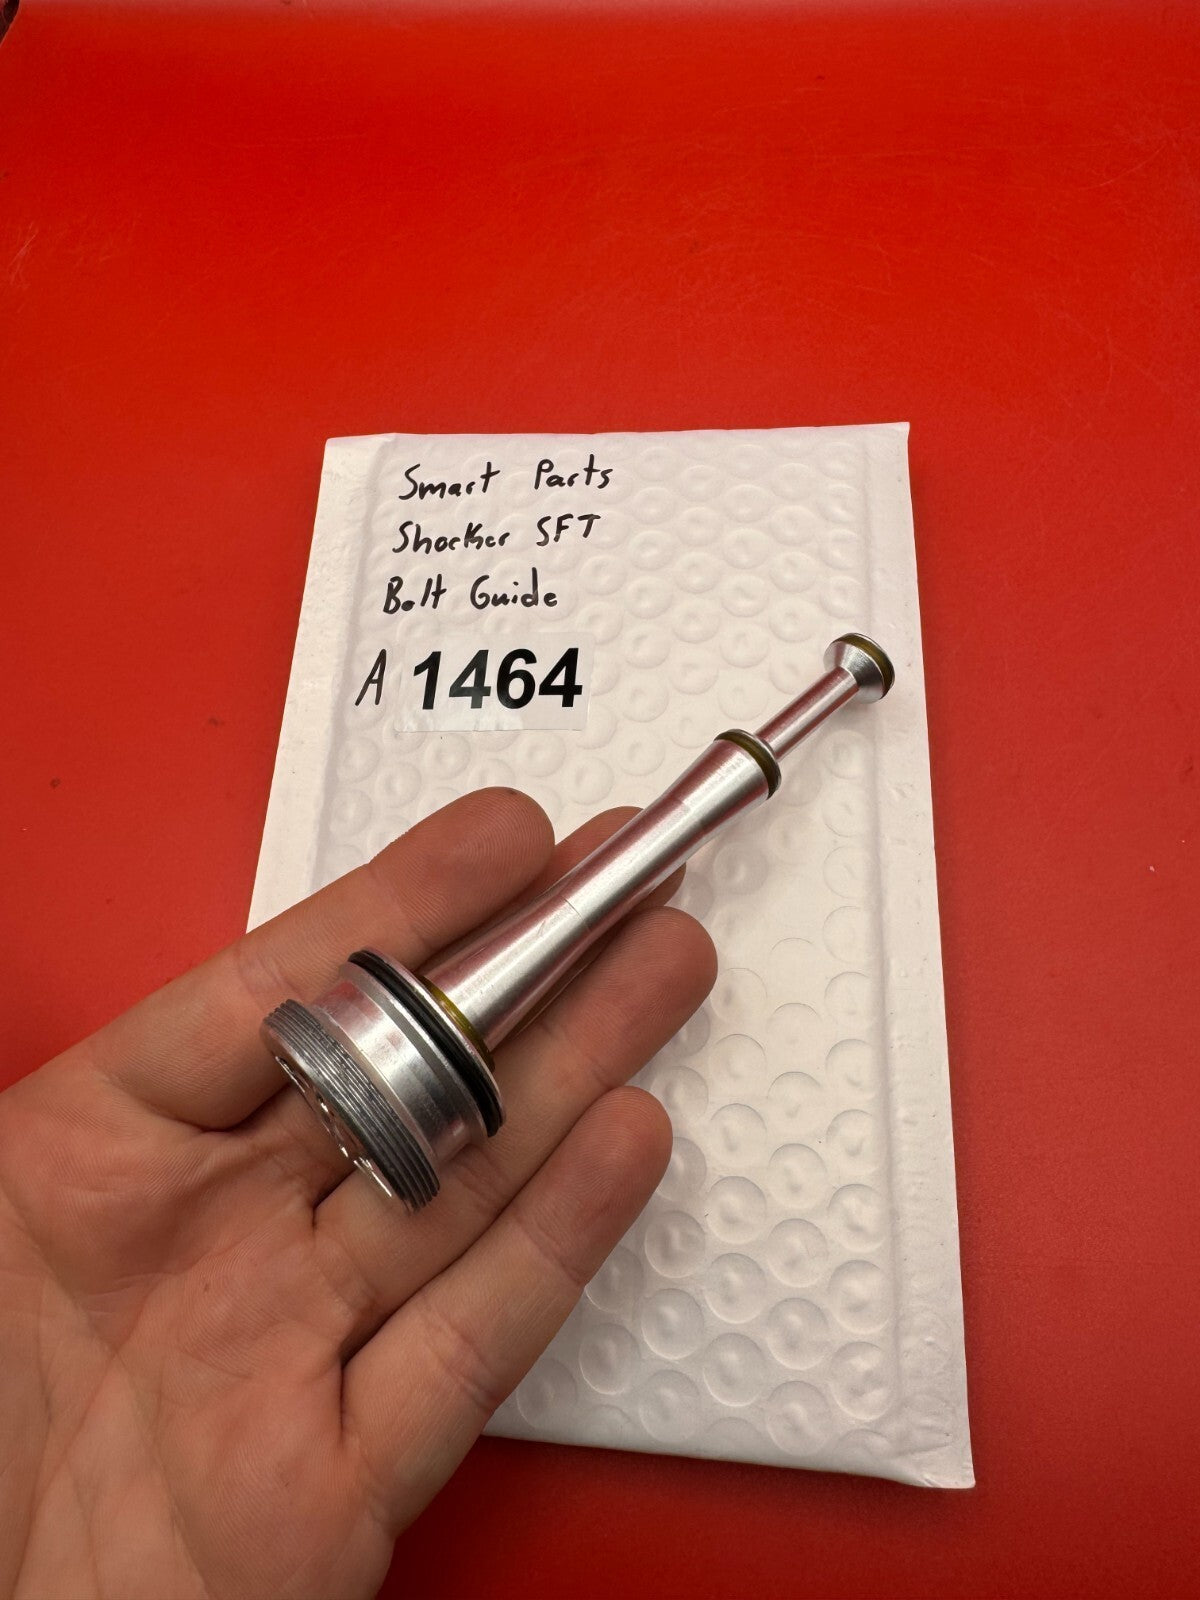 Smart Parts
Shocker SFT
Bolt Guide
A 1464